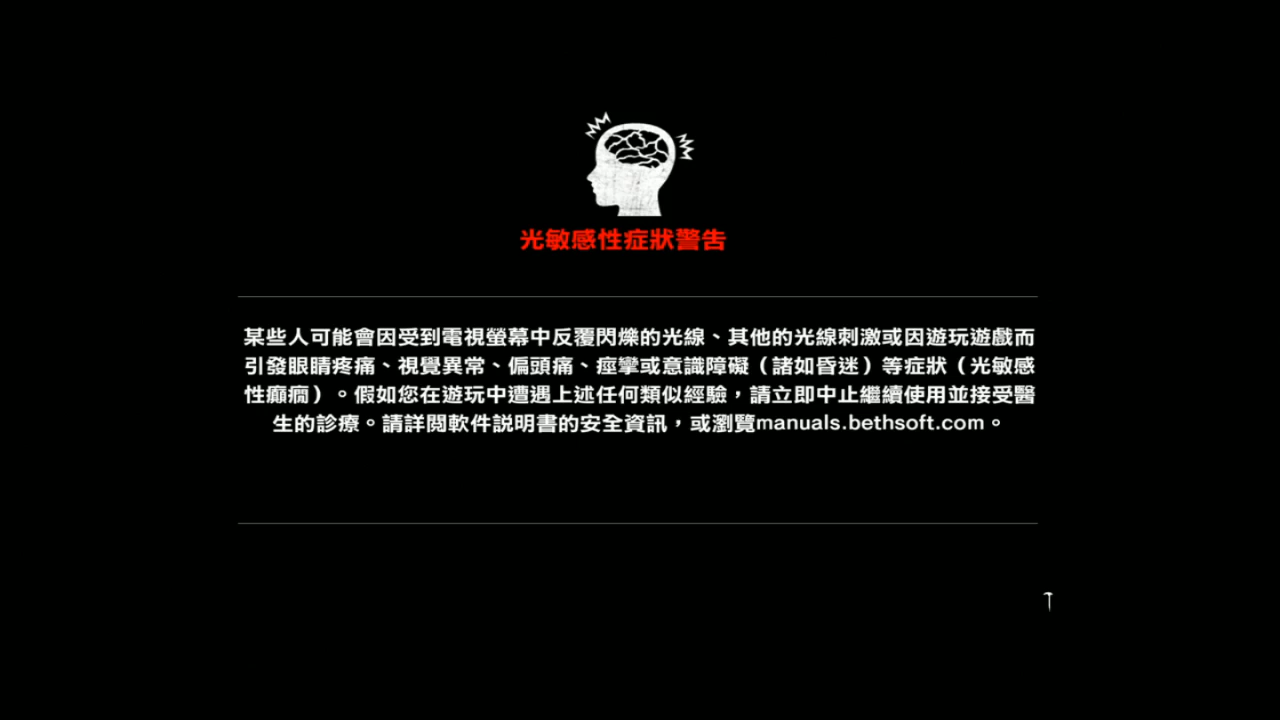 光敏感性症狀警告
某些人可能會因受到電視螢幕中反覆閃爍的光線、其他的光線刺激或因遊玩遊戲而
引發眼睛疼痛、視覺異常、偏頭痛、痙攣或意識障礙（諸如昏迷）等症狀（光敏感
性癲癇）。假如您在遊玩中遭遇上述任何類似經驗，請立即中止繼續使用並接受醫
生的診療。請詳閱軟件説明書的安全資訊，或瀏覽manuals.bethsoft.com。